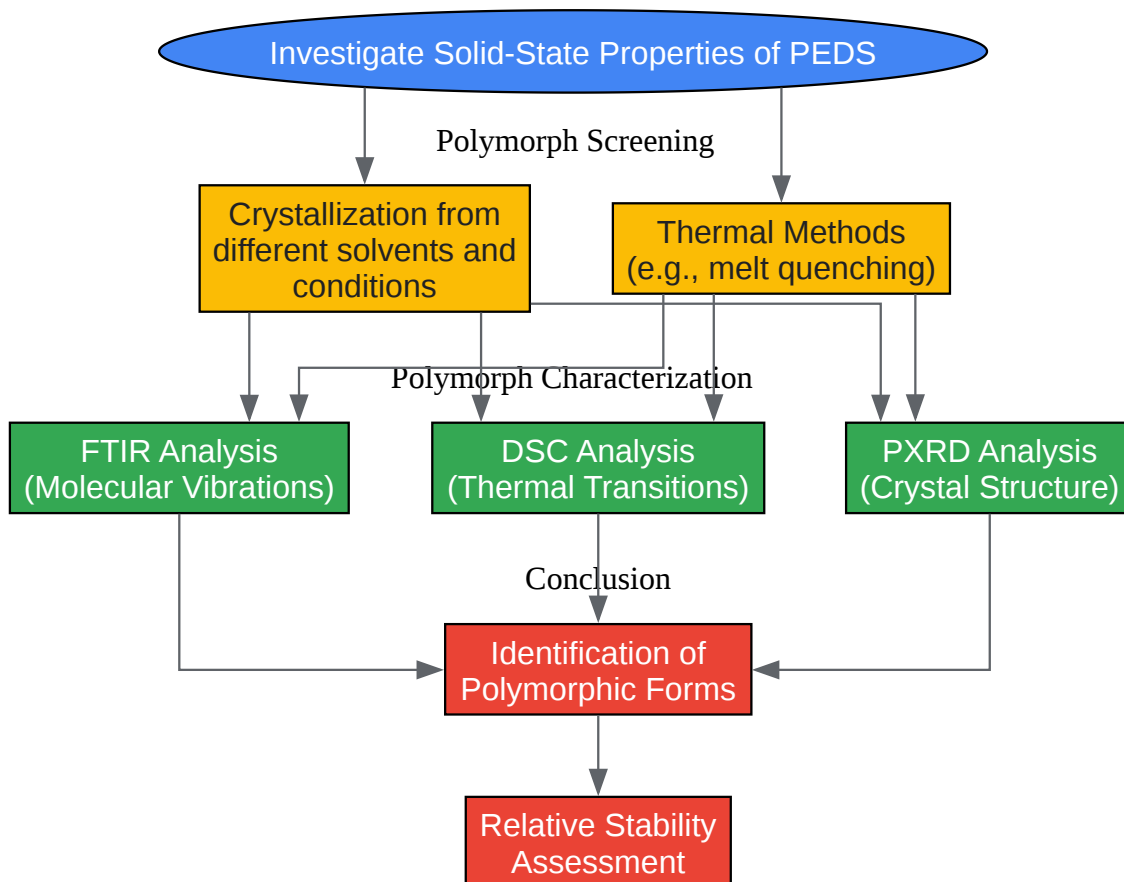 Investigate Solid-State Properties of PEDS
Polymorph Screening
Crystallization from
different solvents and
conditions
Thermal Methods
(e.g., melt quenching)
Polymorph Characterization
FTIR Analysis
(Molecular Vibrations)
DSC Analysis
(Thermal Transitions)
PXRD Analysis
(Crystal Structure)
Conclusion
Identification of
Polymorphic Forms
Relative Stability
Assessment